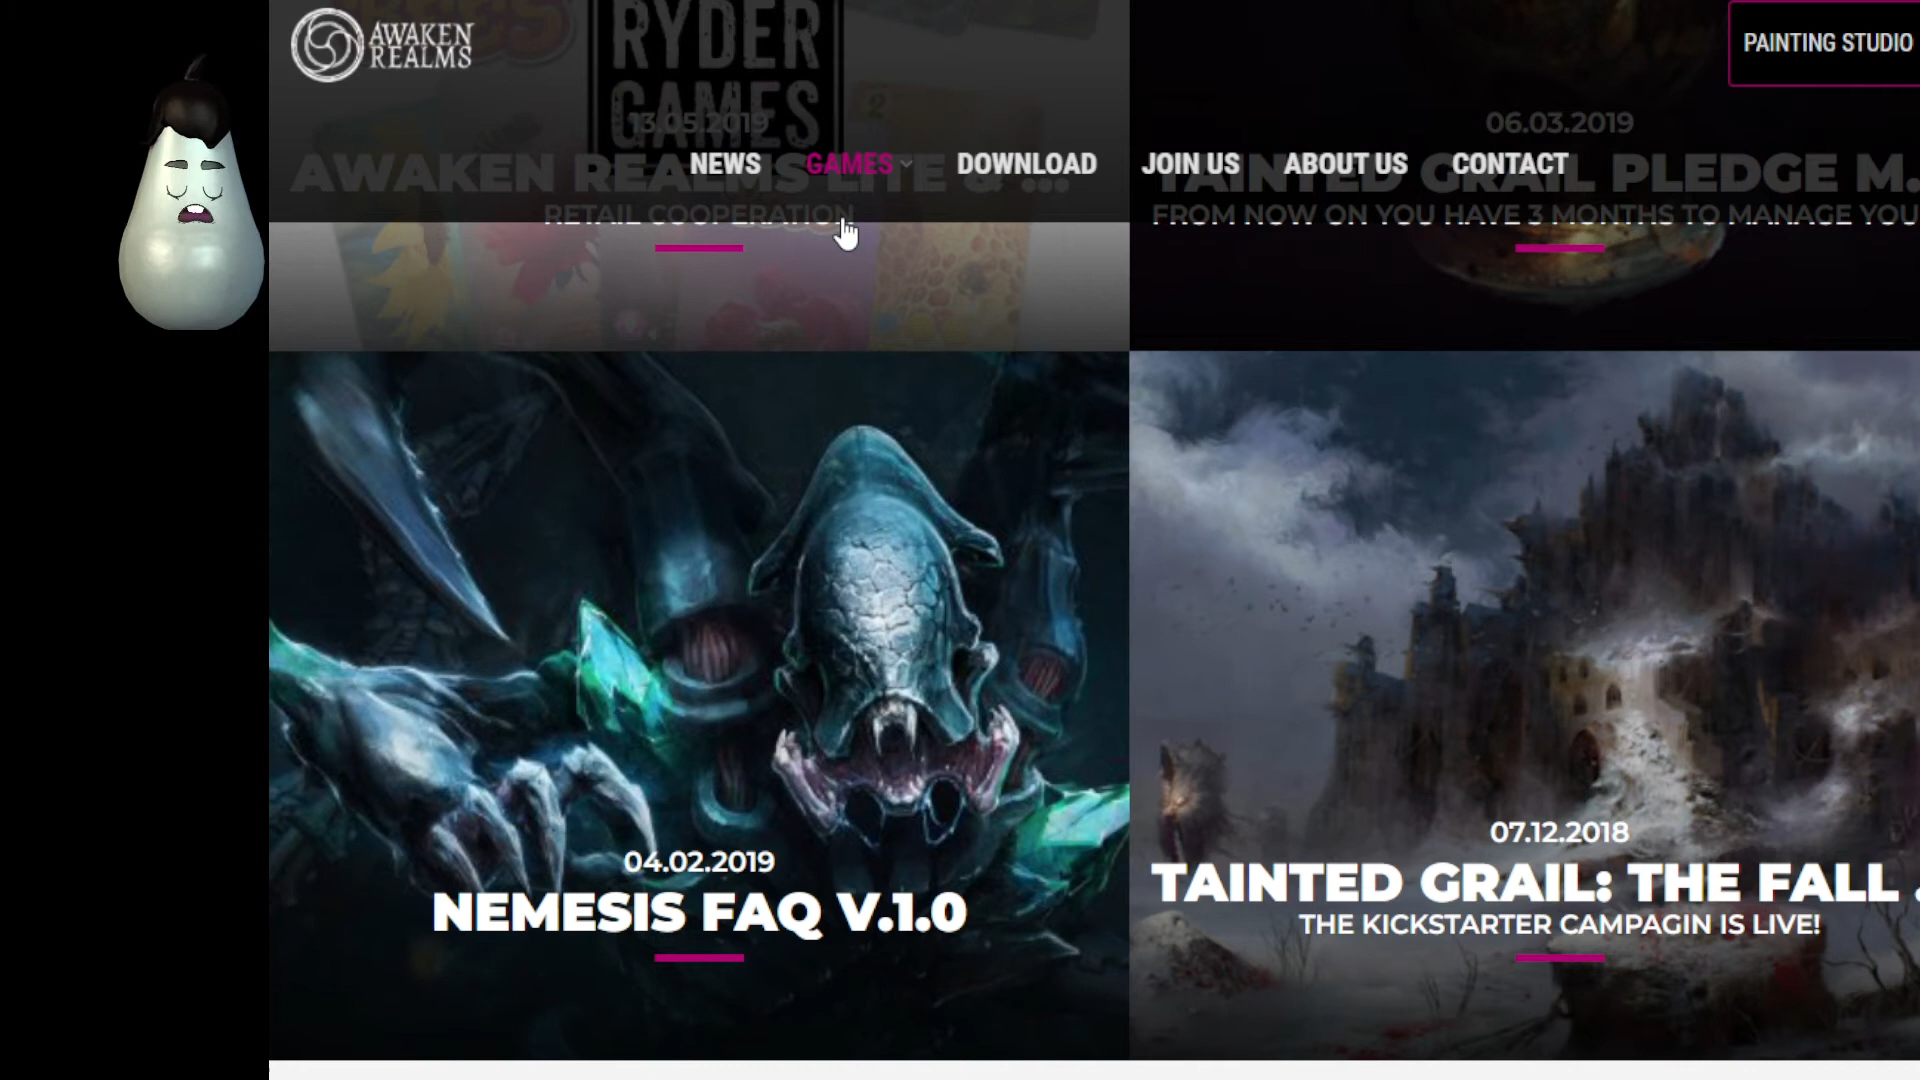 AWAKEN
REALMS
RYDER
GAMES
2
PAINTING STUDIO
13.05.2019
06.03.2019
NEWS GAMES DOWNLOAD JOIN US ABOUT US CONTACT
AWAKEN REALMS LITE & ...
TAINTED GRAIL PLEDGE M.
RETAIL COOPERATION
FROM NOW ON YOU HAVE 3 MONTHS TO MANAGE YOU
04.02.2019
NEMESIS FAQ V.1.0
07.12.2018
TAINTED GRAIL: THE FALL .
THE KICKSTARTER CAMPAGIN IS LIVE!